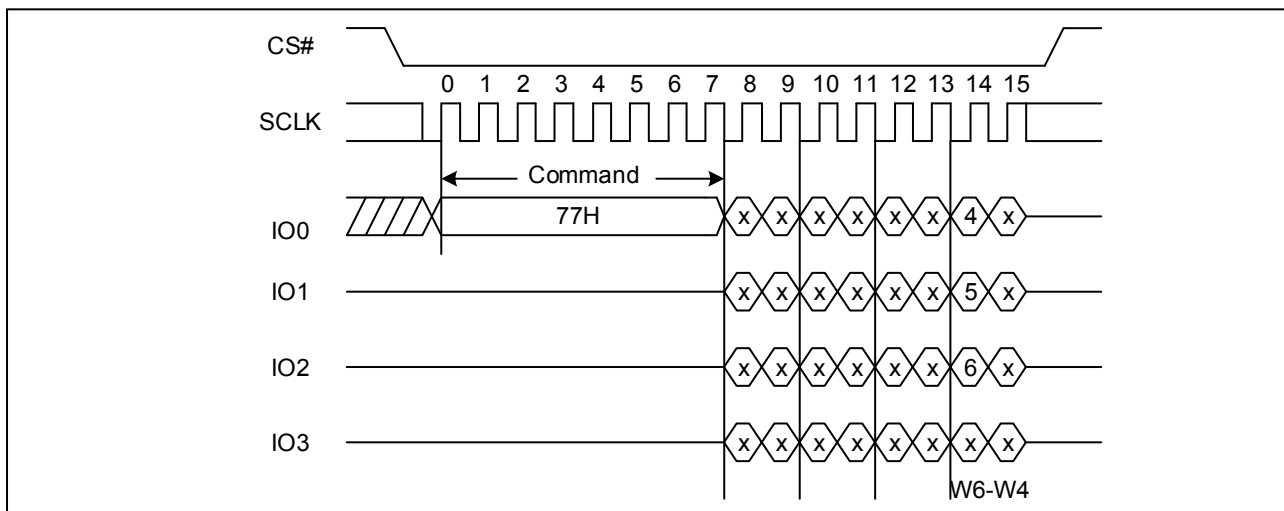 CS#
0 1 2 3 4 5 6 7 8 9 10 11 12 13 14 15
SCLK
Command
IO0 77H x x x x x x 4 x
IO1 x x x x x x 5 x
IO2 x x x x x x 6 x
IO3 x x x x x x x x
W6-W4